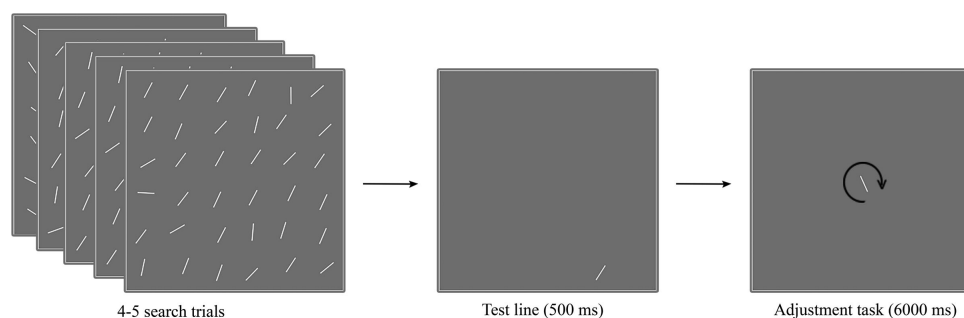 4-5 search trials
Test line (500 ms)
Adjustment task (6000 ms)